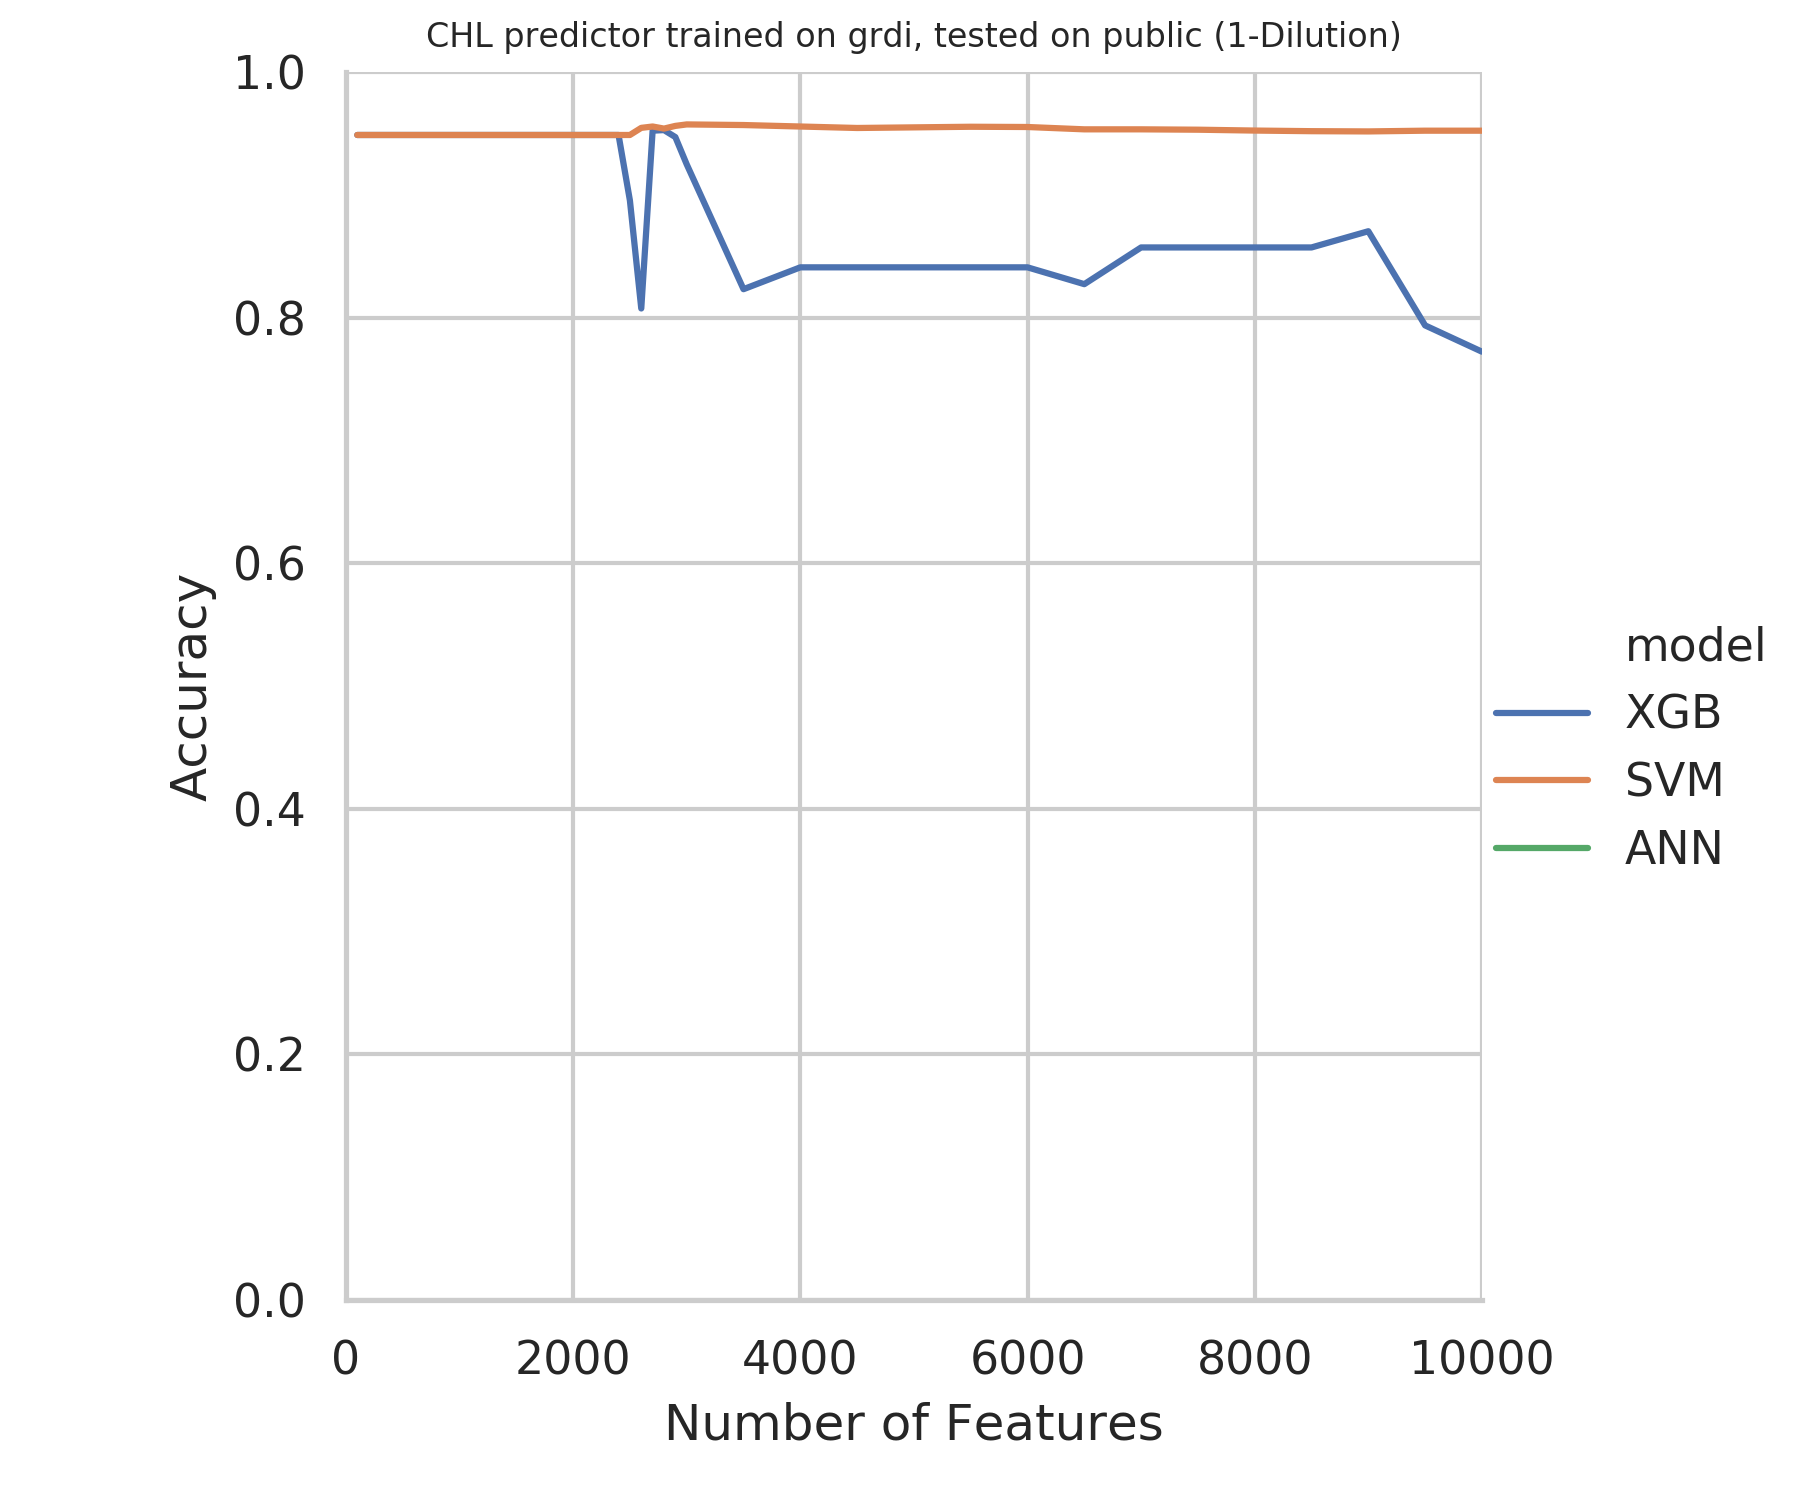 CHL predictor trained on grdi, tested on public (1-Dilution)
1.0
0.8
0.6
0.4
0.2
0.0
Accuracy
0 2000 4000 6000 8000 10000
Number of Features
model
XGB
SVM
ANN